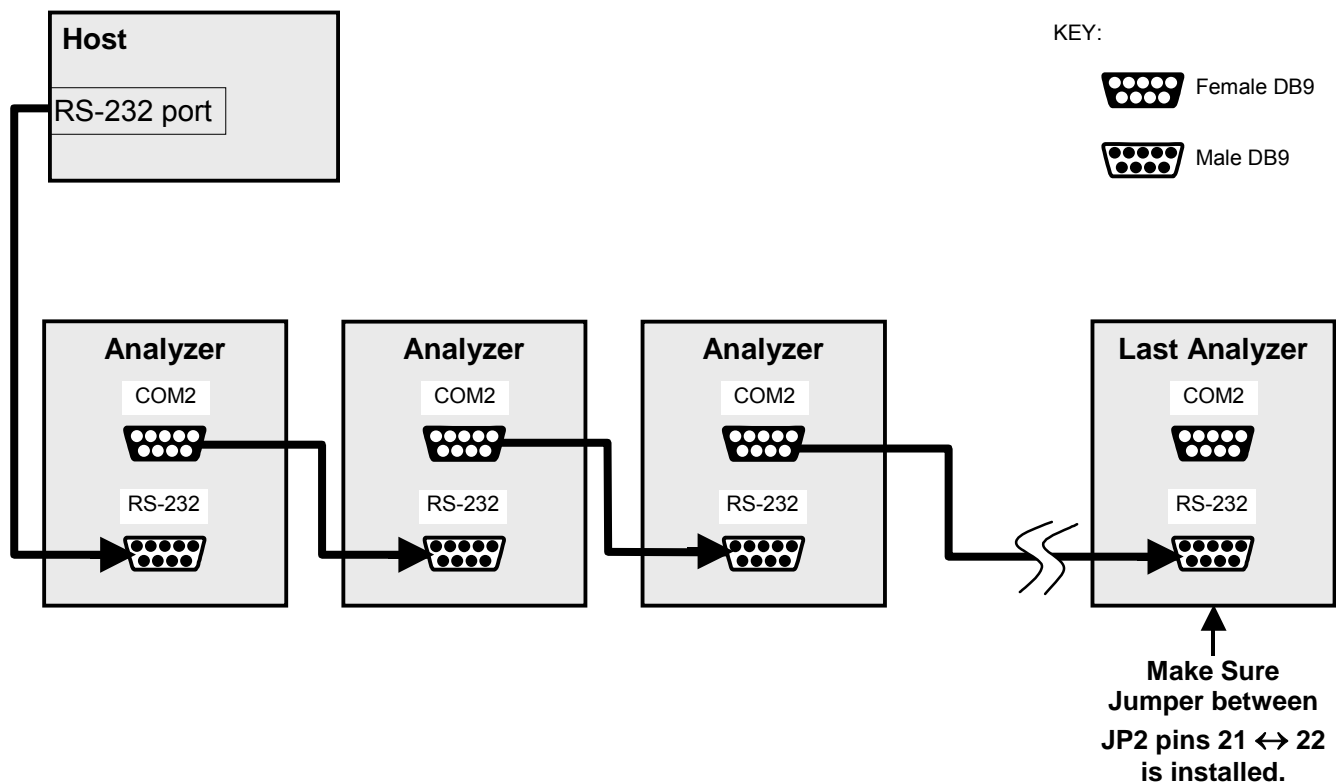 Host
RS-232 port
KEY:
Female DB9
Male DB9
Analyzer
COM2
RS-232
Analyzer
COM2
RS-232
Analyzer
COM2
RS-232
Last Analyzer
COM2
RS-232
Make Sure
Jumper between
JP2 pins 21 ↔ 22
is installed.